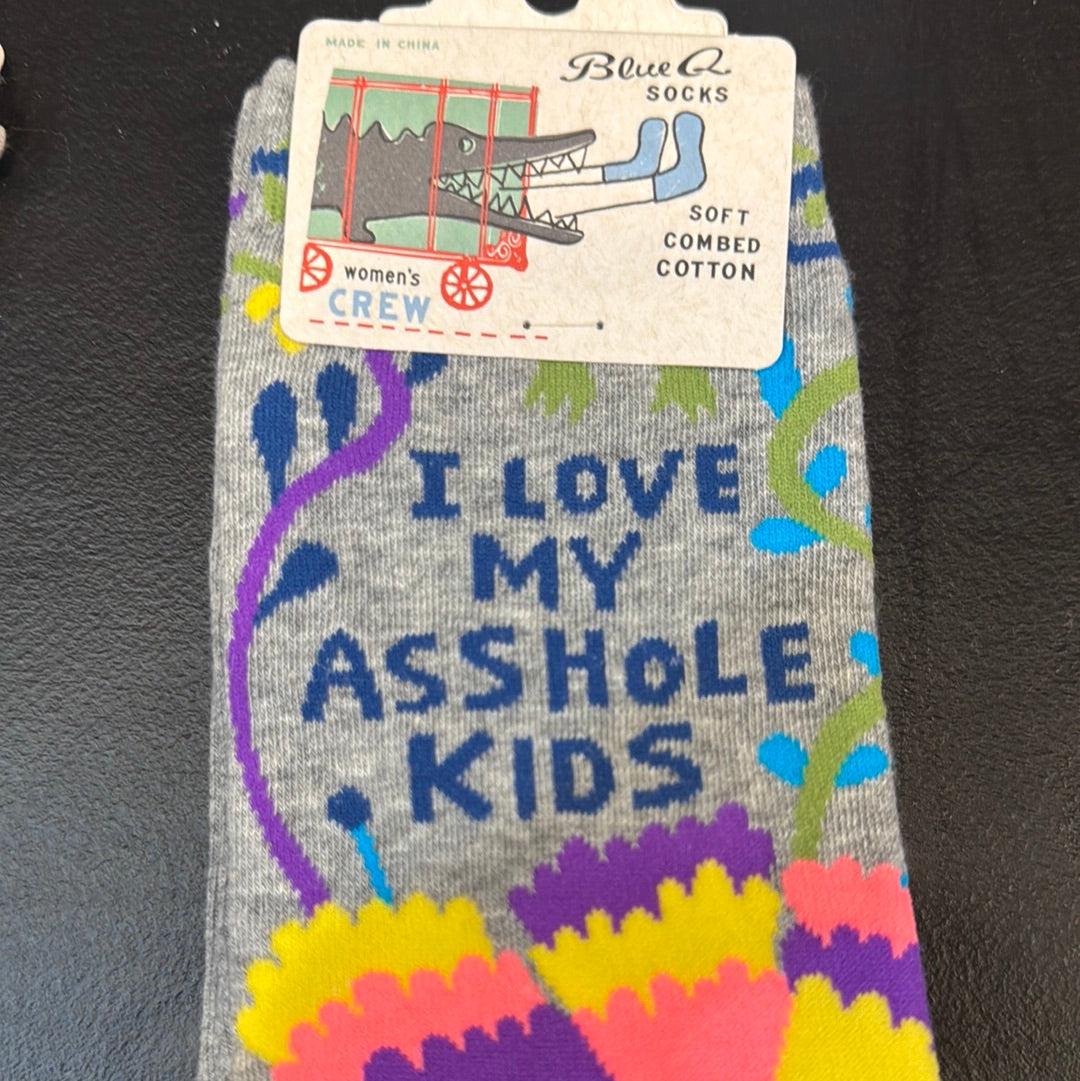 MADE IN CHINA
Blue Q
SOCKS
SOFT
COMBED
COTTON
women's
CREW
I LOVE
MY
ASSHOLE
KIDS